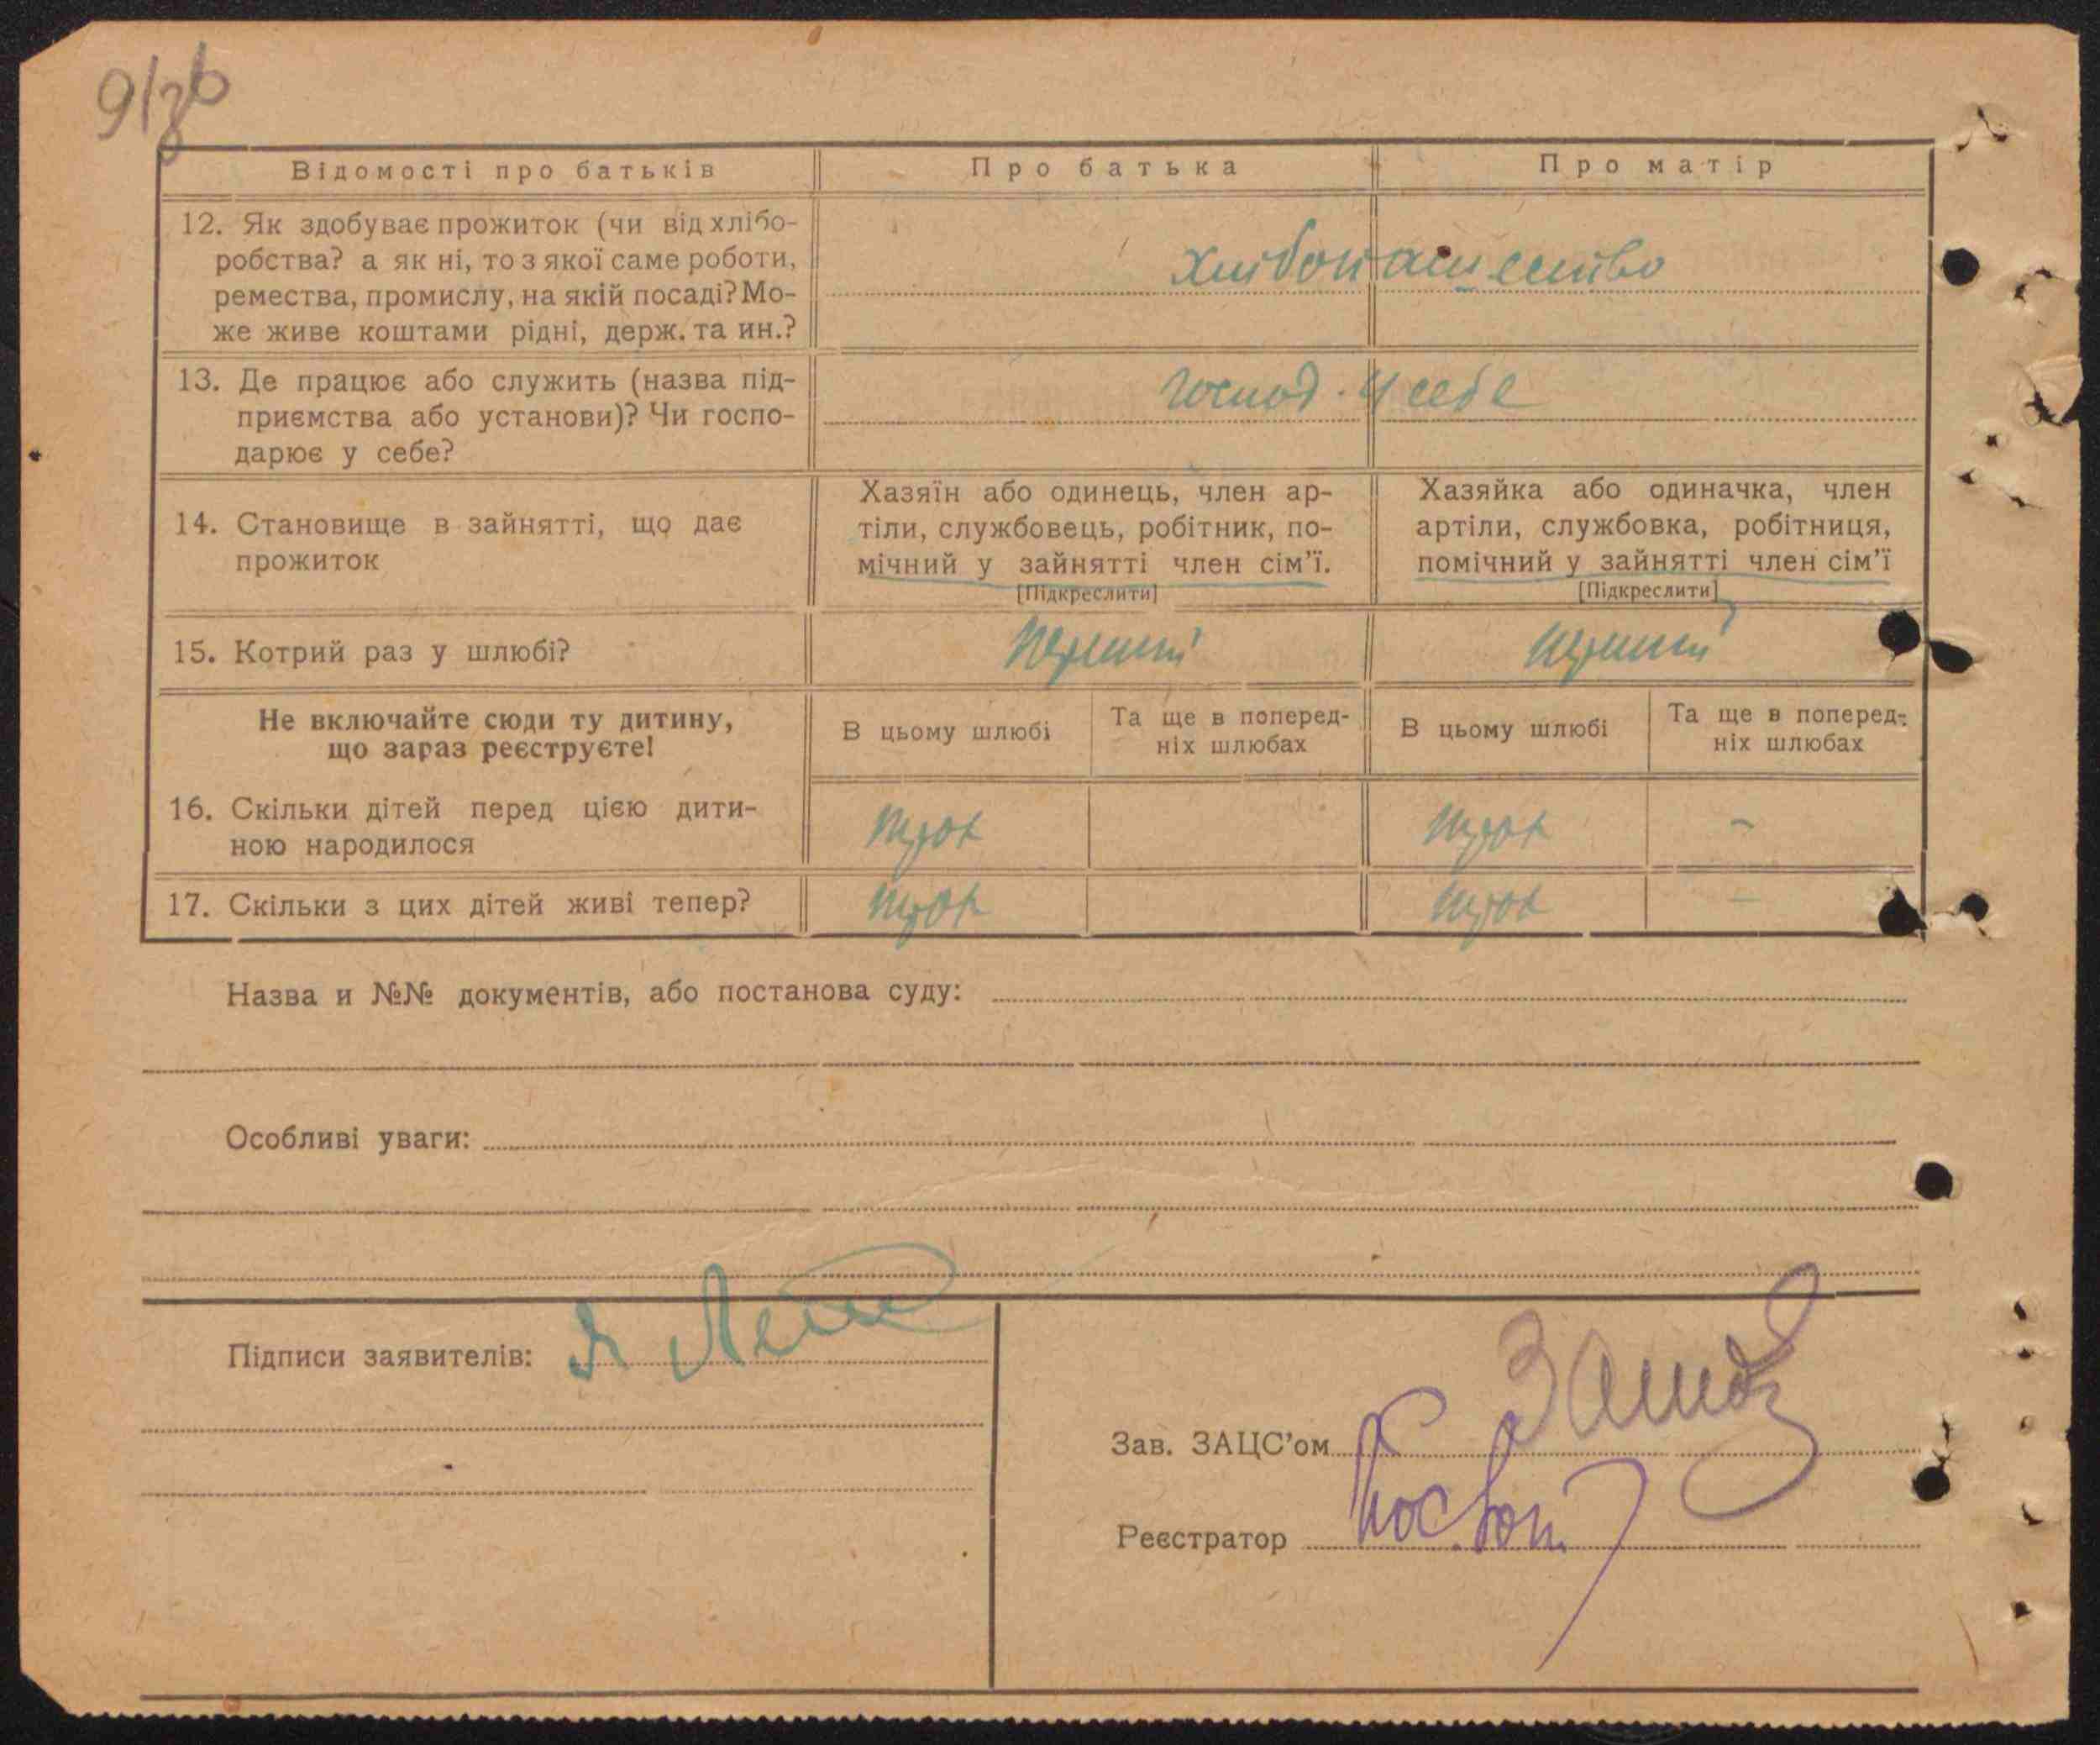 Відомості про батьків Про батька Про матір
12. Як здобуває прожиток (чи від хлібо-
робства? а як ні, то з якої саме роботи,
ремества, промислу, на якій посаді? Мо-
же живе коштами рідні, держ. та ин.?
13. Де працює або служить (назва під-
приємства або установи)? Чи госпо-
дарює у себе?
Господ. у себе
14. Становище в зайнятті, що дає
прожиток
Хазяїн або одинець, член ар-
тіли, службовець, робітник, по-
мічний у зайнятті член сім’ї.
[Підкреслити]
Хазяйка або одиначка, член
артіли, службовка, робітниця,
помічний у зайнятті член сім’ї
[Підкреслити]
15. Котрий раз у шлюбі?
Не включайте сюди ту дитину,
що зараз реєструєте!
В цьому шлюбі
Та ще в поперед-
ніх шлюбах
В цьому шлюбі
Та ще в поперед-
ніх шлюбах
16. Скільки дітей перед цією дити-
ною народилося
троє троє -
17. Скільки з цих дітей живі тепер?
троє троє -
Назва и №№ документів, або постанова суду:
Особливі уваги:
Підписи заявителів:
Зав. ЗАЦС’ом
Реєстратор